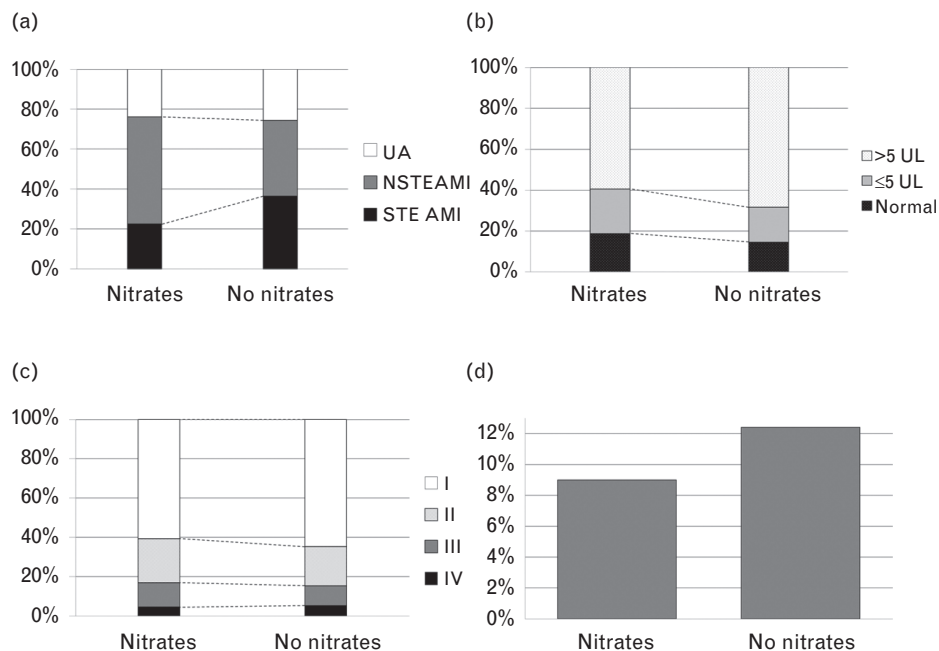 (a)
100%
80%
60%
40%
20%
0%
Nitrates
No nitrates
UA
NSTEAMI
STE AMI
(b)
100%
80%
60%
40%
20%
0%
Nitrates
No nitrates
>5 UL
≤5 UL
Normal
(c)
100%
80%
60%
40%
20%
0%
Nitrates
No nitrates
I
II
III
IV
(d)
12%
10%
8%
6%
4%
2%
0%
Nitrates
No nitrates